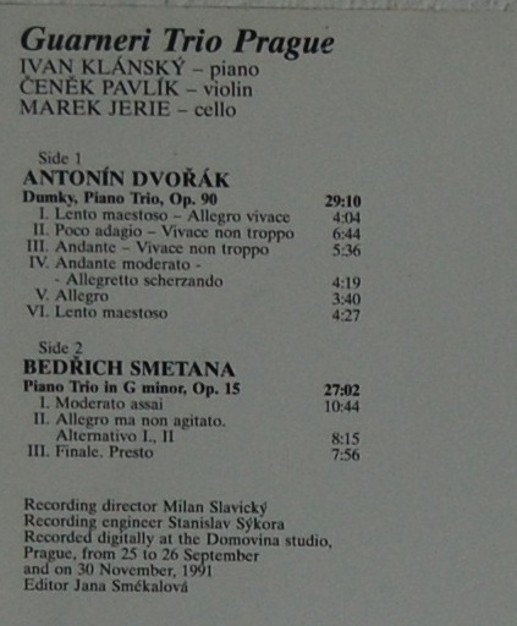 Guarneri Trio Prague
IVAN KLÁNSKÝ – piano
ČENĚK PAVLÍK – violin
MAREK JERIE – cello
Side 1
ANTONÍN DVOŘÁK
Dumky, Piano Trio, Op. 90 29:10
I. Lento maestoso – Allegro vivace 4:04
II. Poco adagio – Vivace non troppo 6:44
III. Andante – Vivace non troppo 5:36
IV. Andante moderato -
- Allegretto scherzando 4:19
V. Allegro 3:40
VI. Lento maestoso 4:27
Side 2
BEDŘICH SMETANA
Piano Trio in G minor, Op. 15 27:02
I. Moderato assai 10:44
II. Allegro ma non agitato.
Alternativo I., II 8:15
III. Finale. Presto 7:56
Recording director Milan Slavický
Recording engineer Stanislav Sýkora
Recorded digitally at the Domovina studio,
Prague, from 25 to 26 September
and on 30 November, 1991
Editor Jana Smékalová